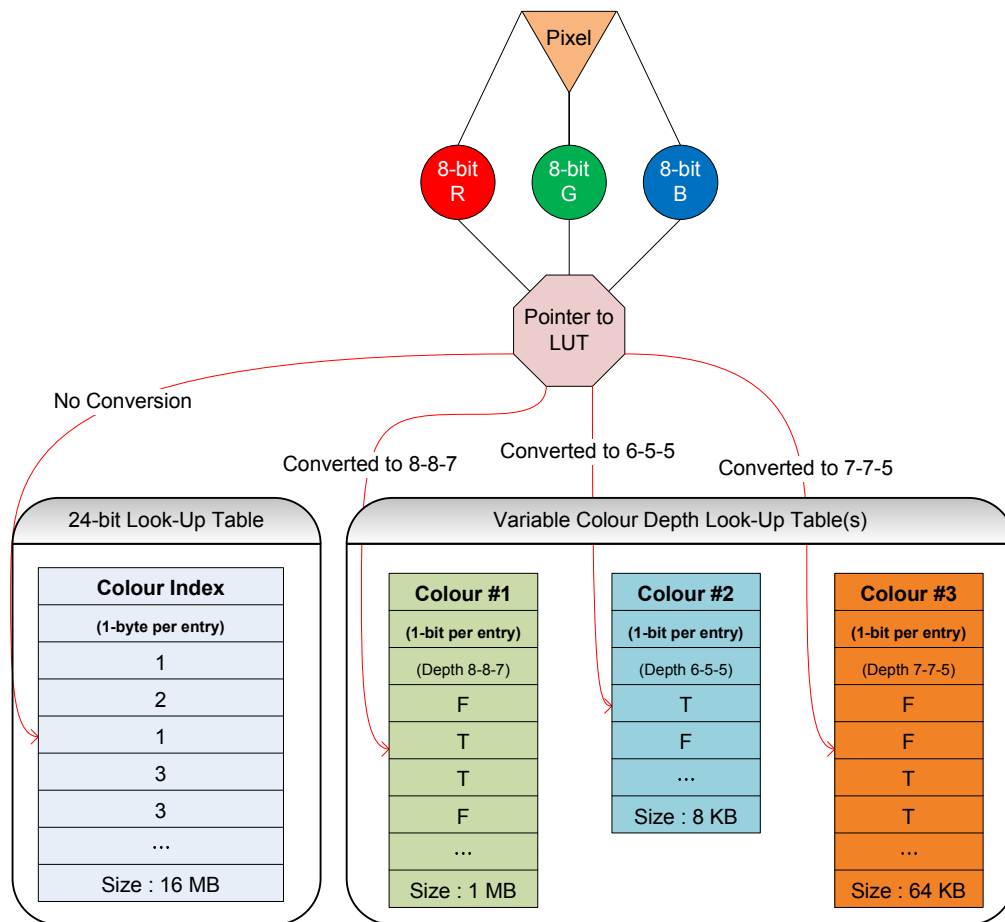 Pixel
8-bit
R
8-bit
G
8-bit
B
Pointer to
LUT
No Conversion
Converted to 8-8-7
Converted to 6-5-5
Converted to 7-7-5
24-bit Look-Up Table
Colour Index
(1-byte per entry)
1
2
1
3
3
...
Size : 16 MB
Variable Colour Depth Look-Up Table(s)
Colour #1
(1-bit per entry)
(Depth 8-8-7)
F
T
T
F
...
Size : 1 MB
Colour #2
(1-bit per entry)
(Depth 6-5-5)
T
F
...
Size : 8 KB
Colour #3
(1-bit per entry)
(Depth 7-7-5)
F
F
T
T
...
Size : 64 KB